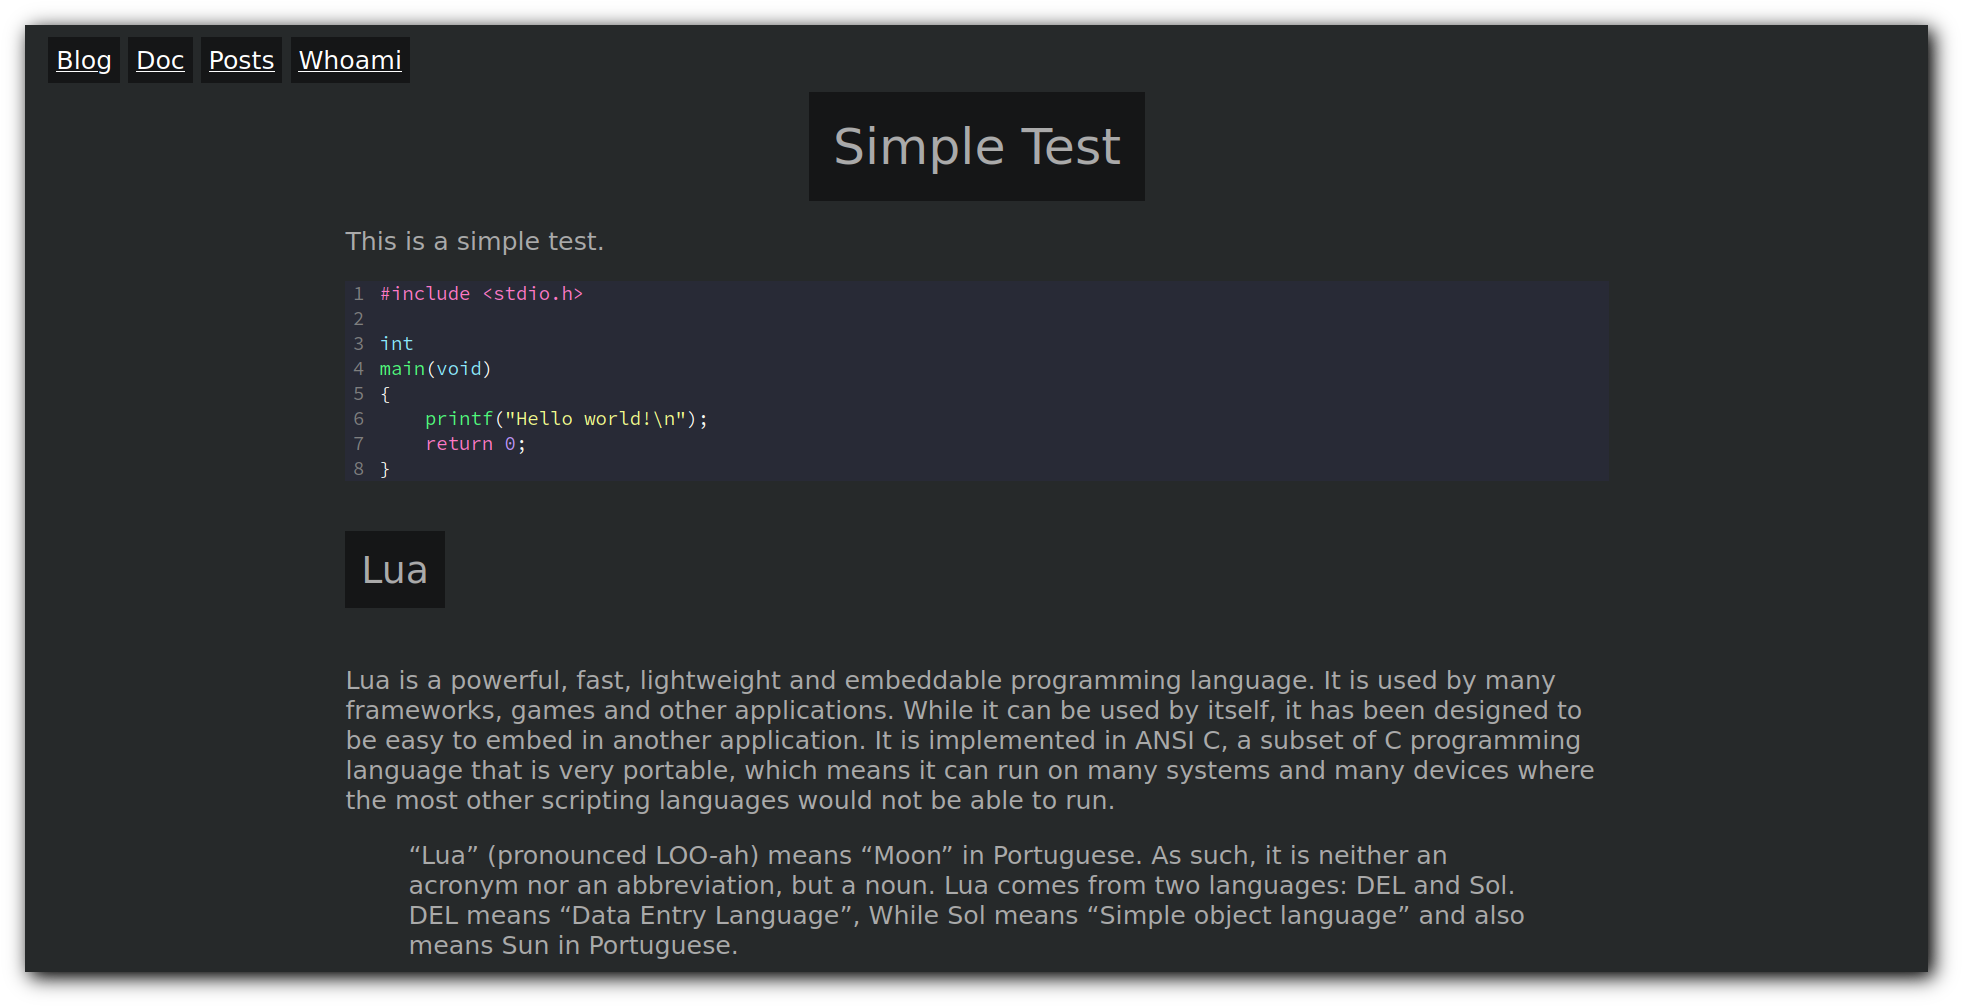 Blog Doc Posts Whoami
Simple Test
This is a simple test.
1 #include <stdio.h>
2
3 int
4 main(void)
5 {
6     printf("Hello world!\n");
7     return 0;
8 }
Lua
Lua is a powerful, fast, lightweight and embeddable programming language. It is used by many
frameworks, games and other applications. While it can be used by itself, it has been designed to
be easy to embed in another application. It is implemented in ANSI C, a subset of C programming
language that is very portable, which means it can run on many systems and many devices where
the most other scripting languages would not be able to run.
“Lua” (pronounced LOO-ah) means “Moon” in Portuguese. As such, it is neither an
acronym nor an abbreviation, but a noun. Lua comes from two languages: DEL and Sol.
DEL means “Data Entry Language”, While Sol means “Simple object language” and also
means Sun in Portuguese.